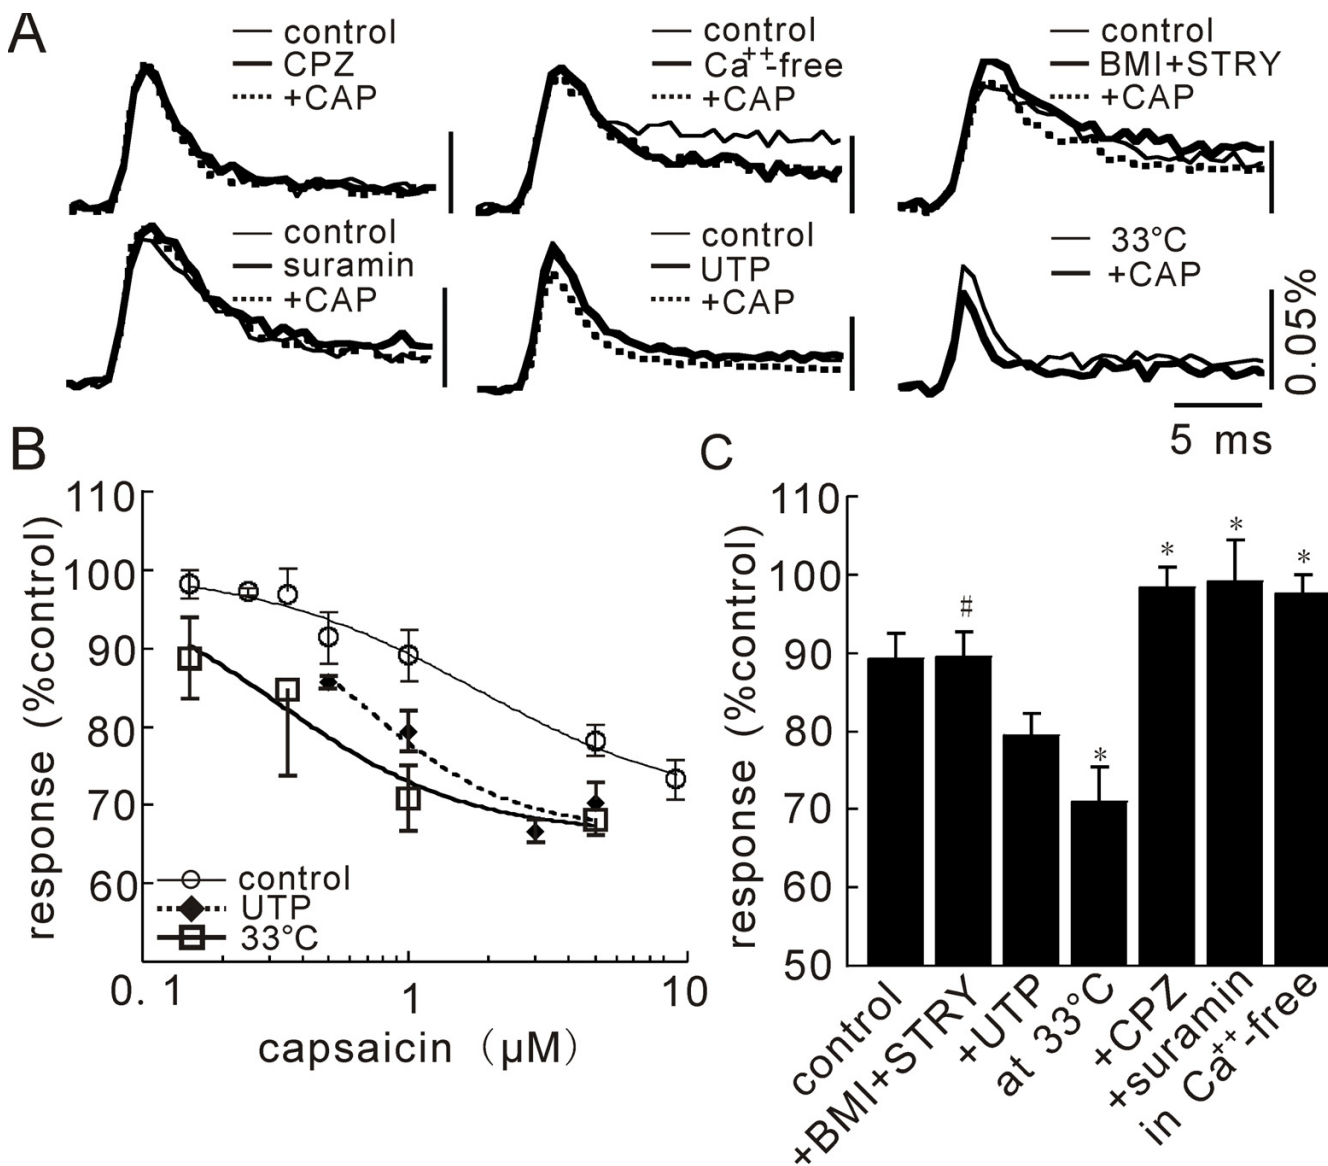 A
control
CPZ
+CAP
control
Ca++-free
+CAP
control
BMI+STRY
+CAP
control
suramin
+CAP
control
UTP
+CAP
33°C
+CAP
0.05%
5 ms
B
110
100
90
80
70
60
response (%control)
control
UTP
33°C
0.1
1
10
capsaicin (µM)
C
110
100
90
80
70
60
50
response (%control)
#
*
*
*
*
control
+BMI+STRY
+UTP
at 33°C
+CPZ
+suramin
in Ca++-free